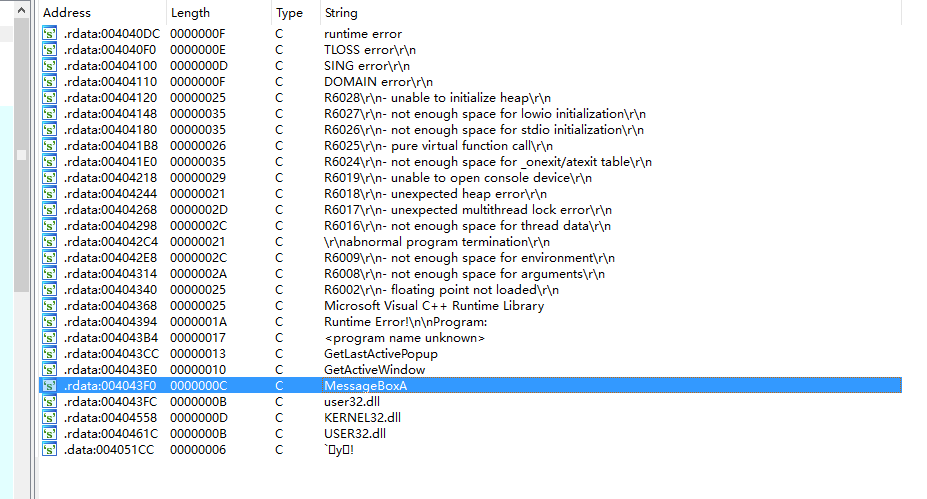 Address Length Type String
.rdata:004040DC 0000000F C runtime error
.rdata:004040F0 0000000E C TLOSS error\r\n
.rdata:00404100 0000000D C SING error\r\n
.rdata:00404110 0000000F C DOMAIN error\r\n
.rdata:00404120 00000025 C R6028\r\n- unable to initialize heap\r\n
.rdata:00404148 00000035 C R6027\r\n- not enough space for lowio initialization\r\n
.rdata:00404180 00000035 C R6026\r\n- not enough space for stdio initialization\r\n
.rdata:004041B8 00000026 C R6025\r\n- pure virtual function call\r\n
.rdata:004041E0 00000035 C R6024\r\n- not enough space for _onexit/atexit table\r\n
.rdata:00404218 00000029 C R6019\r\n- unable to open console device\r\n
.rdata:00404244 00000021 C R6018\r\n- unexpected heap error\r\n
.rdata:00404268 0000002D C R6017\r\n- unexpected multithread lock error\r\n
.rdata:00404298 0000002C C R6016\r\n- not enough space for thread data\r\n
.rdata:004042C4 00000021 C \r\nabnormal program termination\r\n
.rdata:004042E8 0000002C C R6009\r\n- not enough space for environment\r\n
.rdata:00404314 0000002A C R6008\r\n- not enough space for arguments\r\n
.rdata:00404340 00000025 C R6002\r\n- floating point not loaded\r\n
.rdata:00404368 00000025 C Microsoft Visual C++ Runtime Library
.rdata:00404394 0000001A C Runtime Error!\n\nProgram:
.rdata:004043B4 00000017 C <program name unknown>
.rdata:004043CC 00000013 C GetLastActivePopup
.rdata:004043E0 00000010 C GetActiveWindow
.rdata:004043F0 0000000C C MessageBoxA
.rdata:004043FC 0000000B C user32.dll
.rdata:00404558 0000000D C KERNEL32.dll
.rdata:0040461C 0000000B C USER32.dll
.data:004051CC 00000006 C